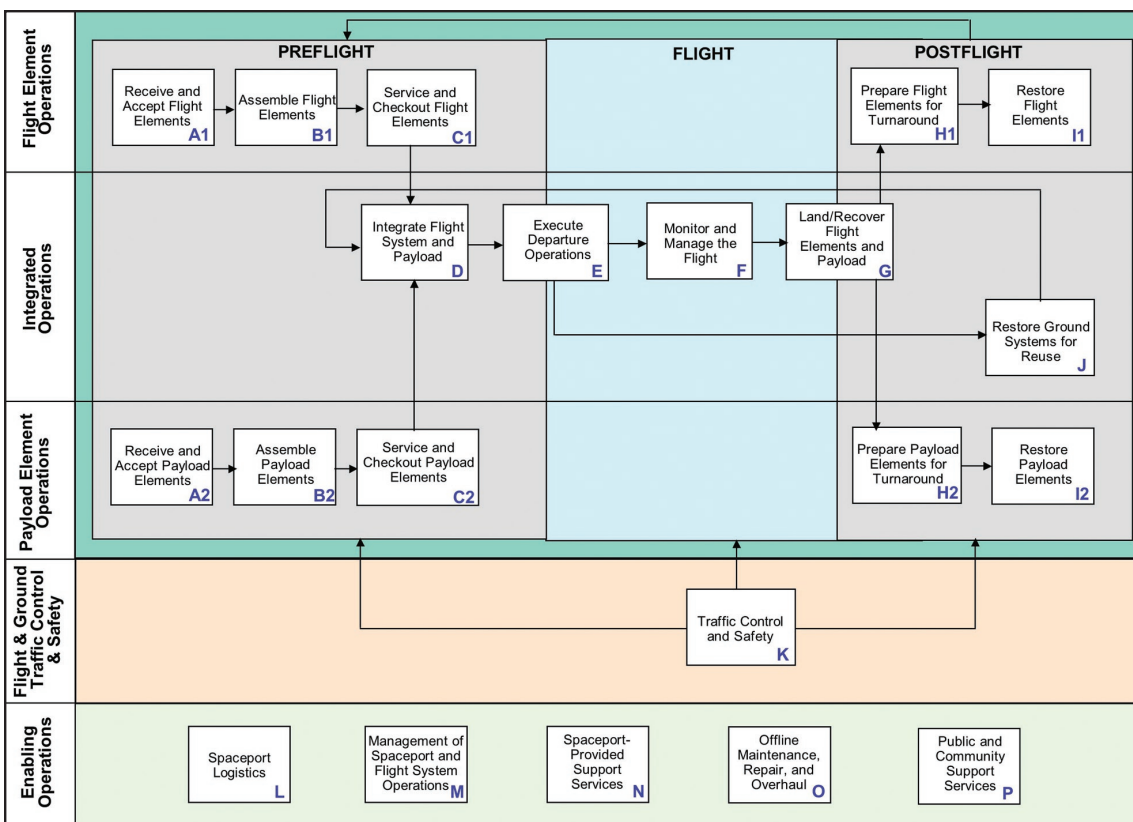 PREFLIGHT
FLIGHT
POSTFLIGHT
Flight Element
Operations
Receive and
Accept Flight
Elements
A1
Assemble Flight
Elements
B1
Service and
Checkout Flight
Elements
C1
Prepare Flight
Elements for
Turnaround
H1
Restore
Flight
Elements
I1
Integrated
Operations
Integrate Flight
System and
Payload
D
Execute
Departure
Operations
E
Monitor and
Manage the
Flight
F
Land/Recover
Flight
Elements and
Payload
G
Restore Ground
Systems for
Reuse
J
Payload Element
Operations
Receive and
Accept Payload
Elements
A2
Assemble
Payload
Elements
B2
Service and
Checkout Payload
Elements
C2
Prepare Payload
Elements for
Turnaround
H2
Restore
Payload
Elements
I2
Flight & Ground
Traffic Control
& Safety
Traffic Control
and Safety
K
Enabling
Operations
Spaceport
Logistics
L
Management of
Spaceport and
Flight System
Operations
M
Spaceport-
Provided
Support
Services
N
Offline
Maintenance,
Repair, and
Overhaul
O
Public and
Community
Support
Services
P